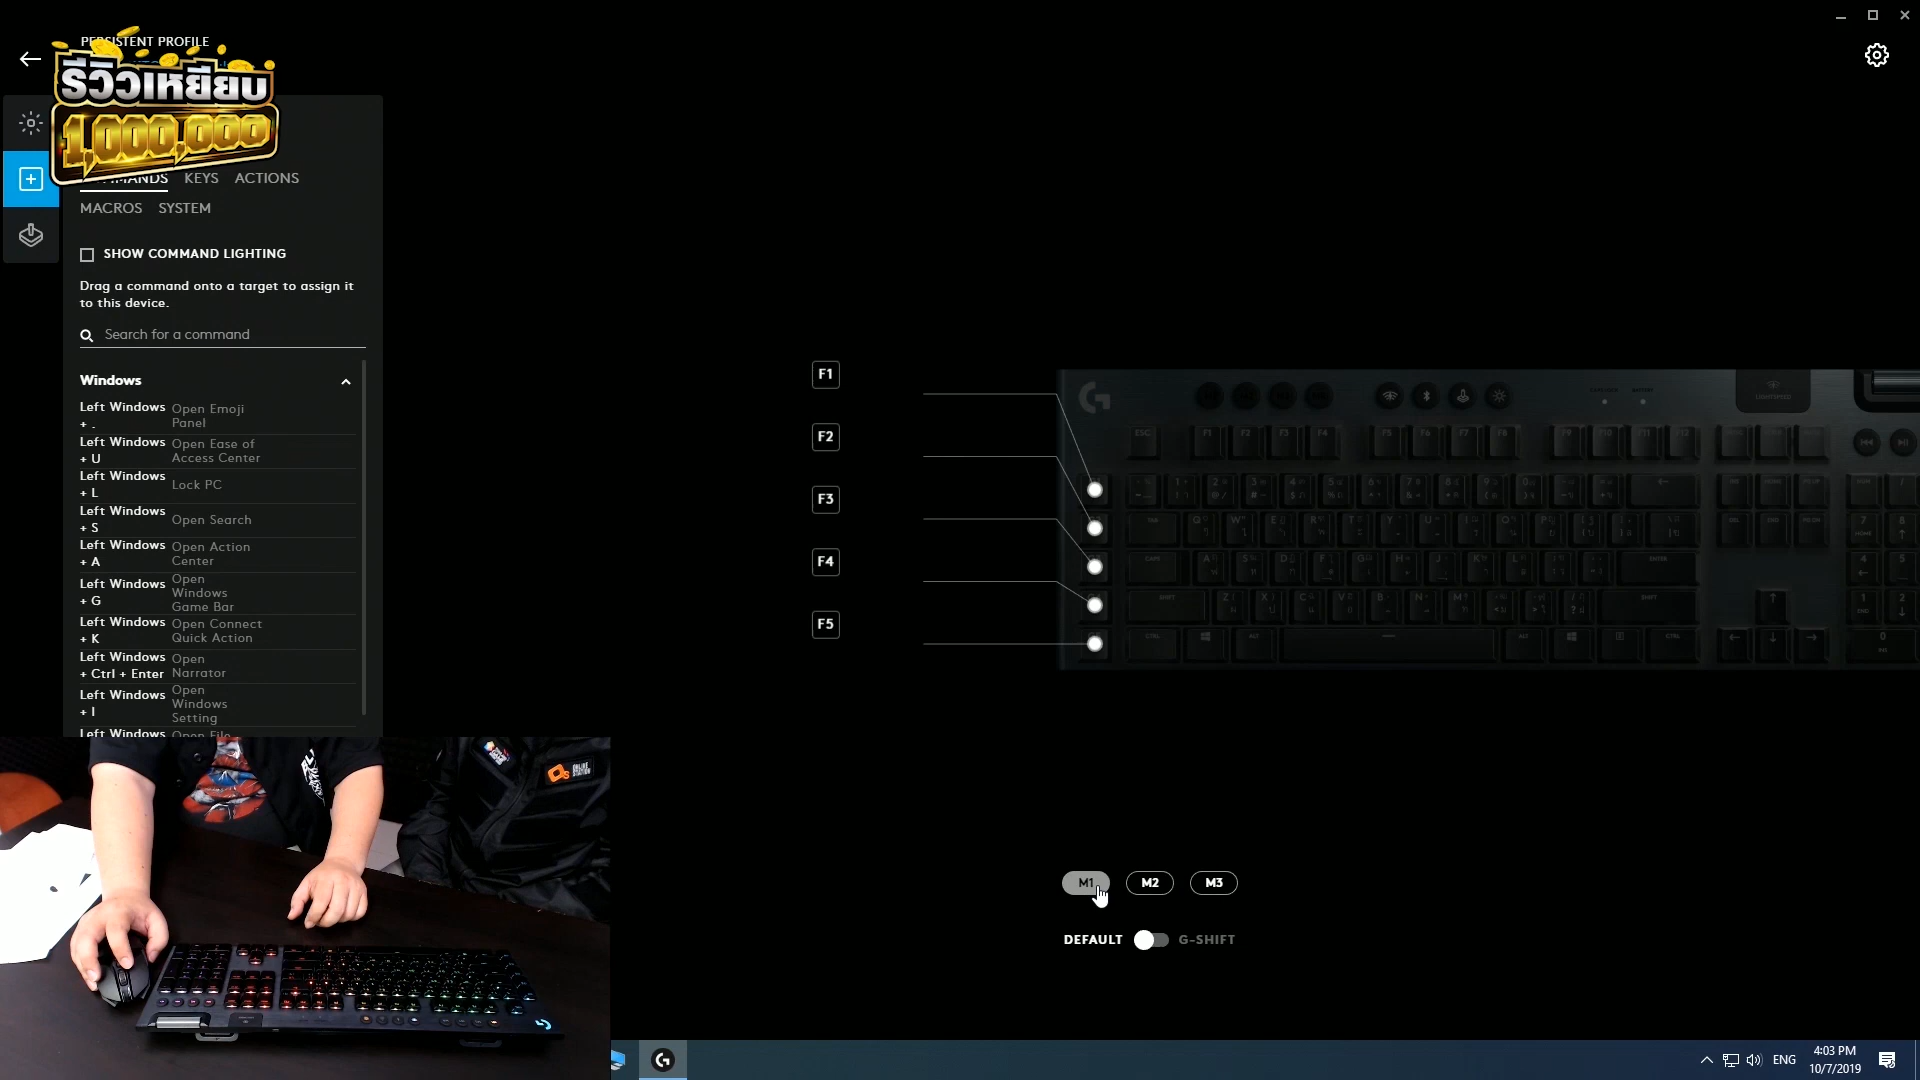 PERSISTENT PROFILE
รีวิวเหยียบ
1,000,000
COMMANDS KEYS ACTIONS
MACROS SYSTEM
SHOW COMMAND LIGHTING
Drag a command onto a target to assign it
to this device.
Search for a command
Windows
Left Windows + . Open Emoji Panel
Left Windows + U Open Ease of Access Center
Left Windows + L Lock PC
Left Windows + S Open Search
Left Windows + A Open Action Center
Left Windows + G Open Windows Game Bar
Left Windows + K Open Connect Quick Action
Left Windows + Ctrl + Enter Open Narrator
Left Windows + I Open Windows Setting
Left Windows Open File
F1
F2
F3
F4
F5
M1 M2 M3
DEFAULT G-SHIFT
ENG
4:03 PM
10/7/2019